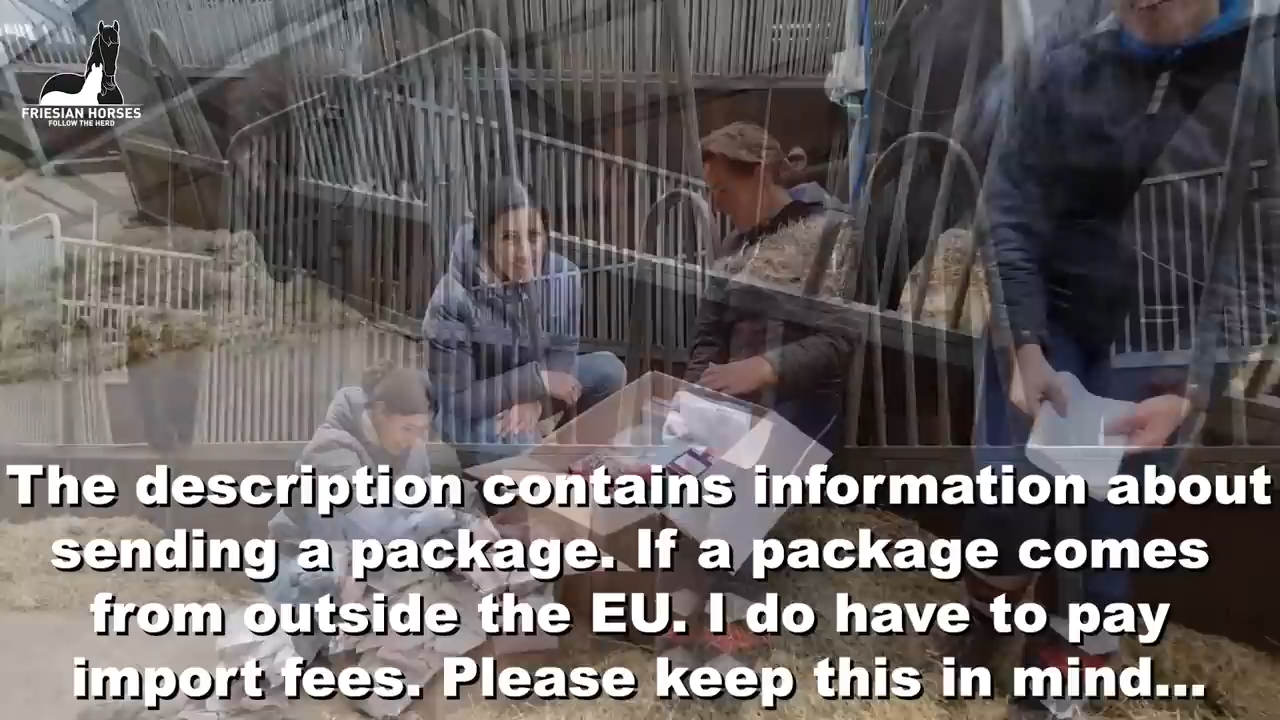 FRIESIAN HORSES
FOLLOW THE HERD
The description contains information about
sending a package. If a package comes
from outside the EU. I do have to pay
import fees. Please keep this in mind...